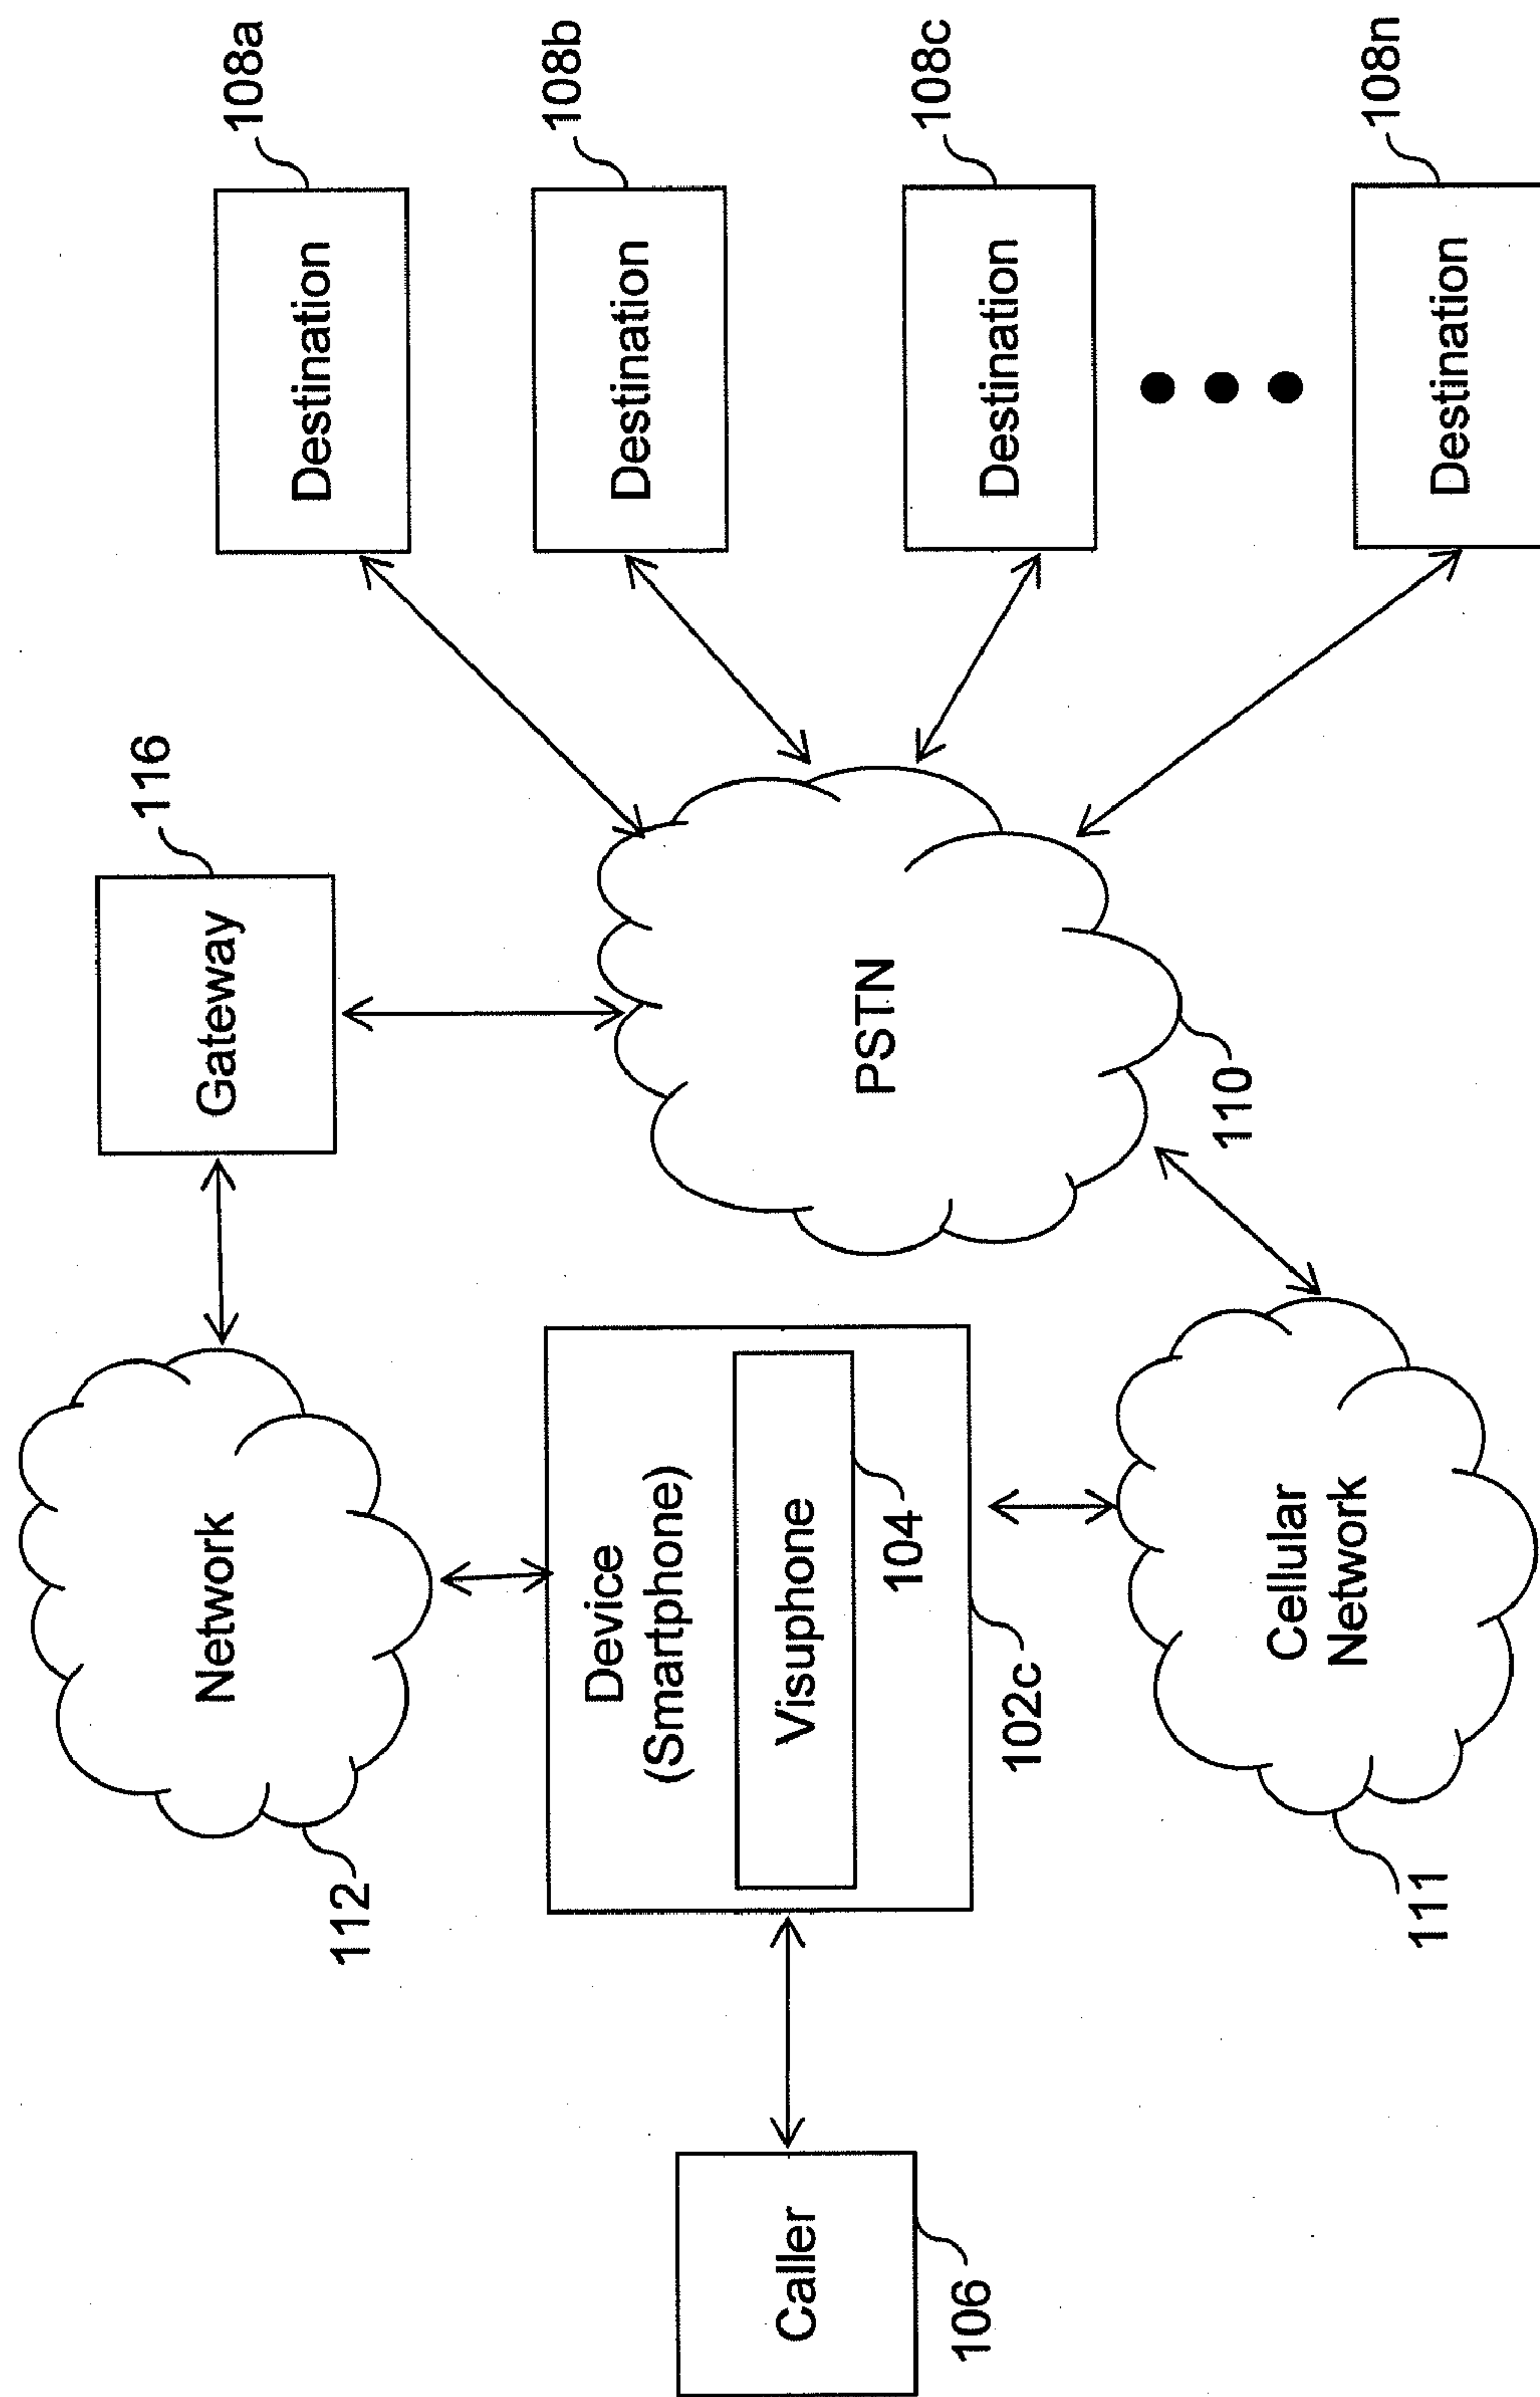 Caller
106
Device
(Smartphone)
Visuphone
104
102c
Network
112
Cellular
Network
111
Gateway
116
PSTN
110
Destination
108a
Destination
108b
Destination
108c
Destination
108n